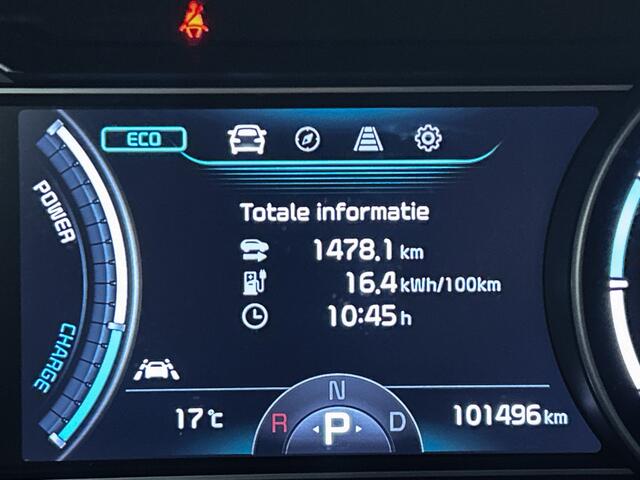 ECO
POWER
CHARGE
Totale informatie
1478.1 km
16.4 kWh/100km
10:45 h
17°C
R N D
P
101496 km